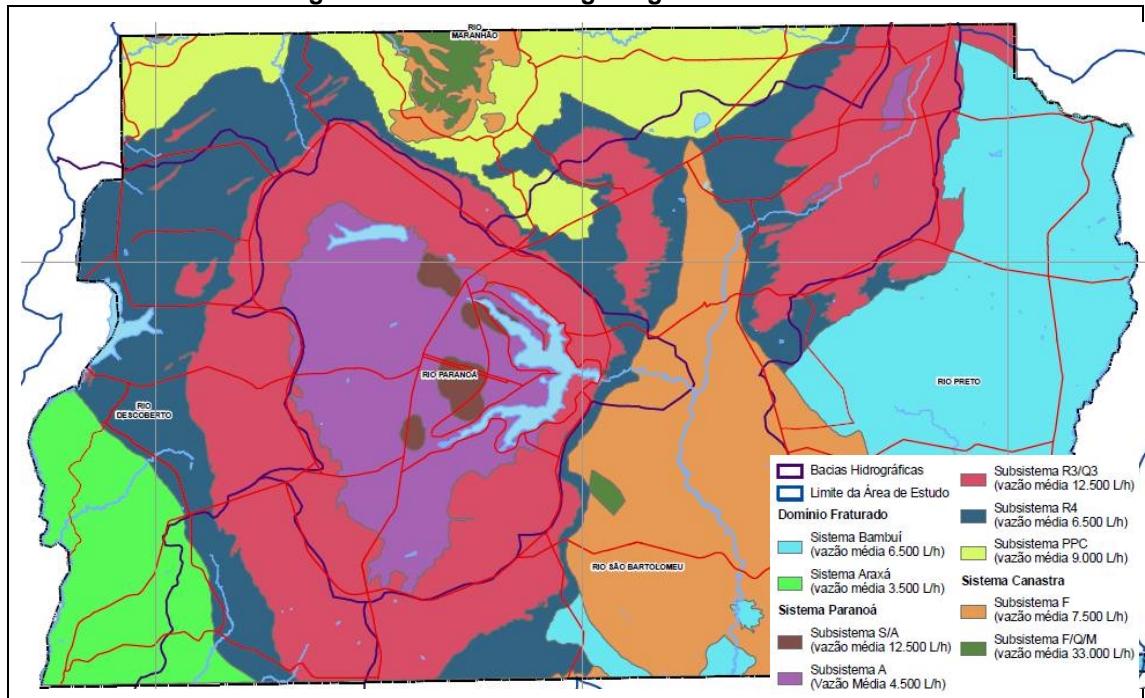 RIO
MARANHÃO
RIO PARANOÁ
RIO
DESCOBERTO
RIO PRETO
RIO SÃO BARTOLOMEU
Bacias Hidrográficas
Limite da Área de Estudo
Domínio Fraturado
Sistema Bambuí
(vazão média 6.500 L/h)
Sistema Araxá
(vazão média 3.500 L/h)
Sistema Paranoá
Subsistema S/A
(vazão média 12.500 L/h)
Subsistema A
(Vazão Média 4.500 L/h)
Subsistema R3/Q3
(vazão média 12.500 L/h)
Subsistema R4
(vazão média 6.500 L/h)
Subsistema PPC
(vazão média 9.000 L/h)
Sistema Canastra
Subsistema F
(vazão média 7.500 L/h)
Subsistema F/Q/M
(vazão média 33.000 L/h)